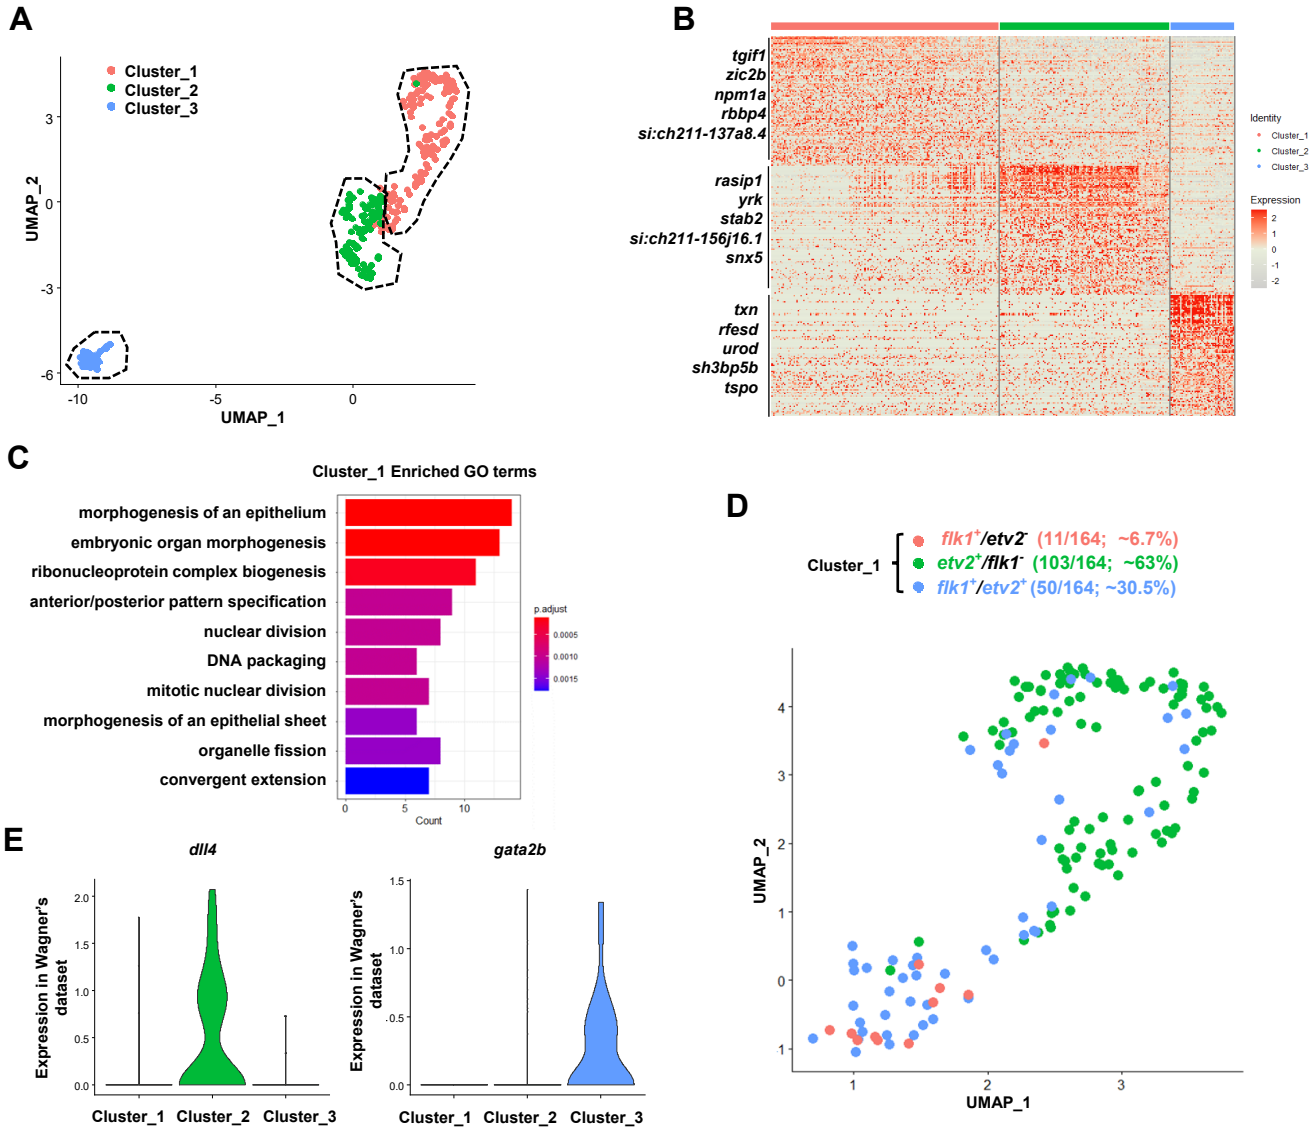 A
Cluster_1
Cluster_2
Cluster_3
UMAP_2
3
0
-3
-6
-10
-5
0
UMAP_1
B
tgif1
zic2b
npm1a
rbbp4
si:ch211-137a8.4
rasip1
yrk
stab2
si:ch211-156j16.1
snx5
txn
rfesd
urod
sh3bp5b
tspo
Identity
Cluster_1
Cluster_2
Cluster_3
Expression
2
1
0
-1
-2
C
Cluster_1 Enriched GO terms
morphogenesis of an epithelium
embryonic organ morphogenesis
ribonucleoprotein complex biogenesis
anterior/posterior pattern specification
nuclear division
DNA packaging
mitotic nuclear division
morphogenesis of an epithelial sheet
organelle fission
convergent extension
0
5
10
Count
p.adjust
0.0005
0.0010
0.0015
D
Cluster_1
flk1+/etv2- (11/164; ~6.7%)
etv2+/flk1- (103/164; ~63%)
flk1+/etv2+ (50/164; ~30.5%)
UMAP_2
4
3
2
1
0
1
1
2
3
UMAP_1
E
dll4
Expression in Wagner's
dataset
2.0
1.5
1.0
0.5
0.0
Cluster_1
Cluster_2
Cluster_3
gata2b
Expression in Wagner's
dataset
1.5
1.0
.0.5
0.0
Cluster_1
Cluster_2
Cluster_3